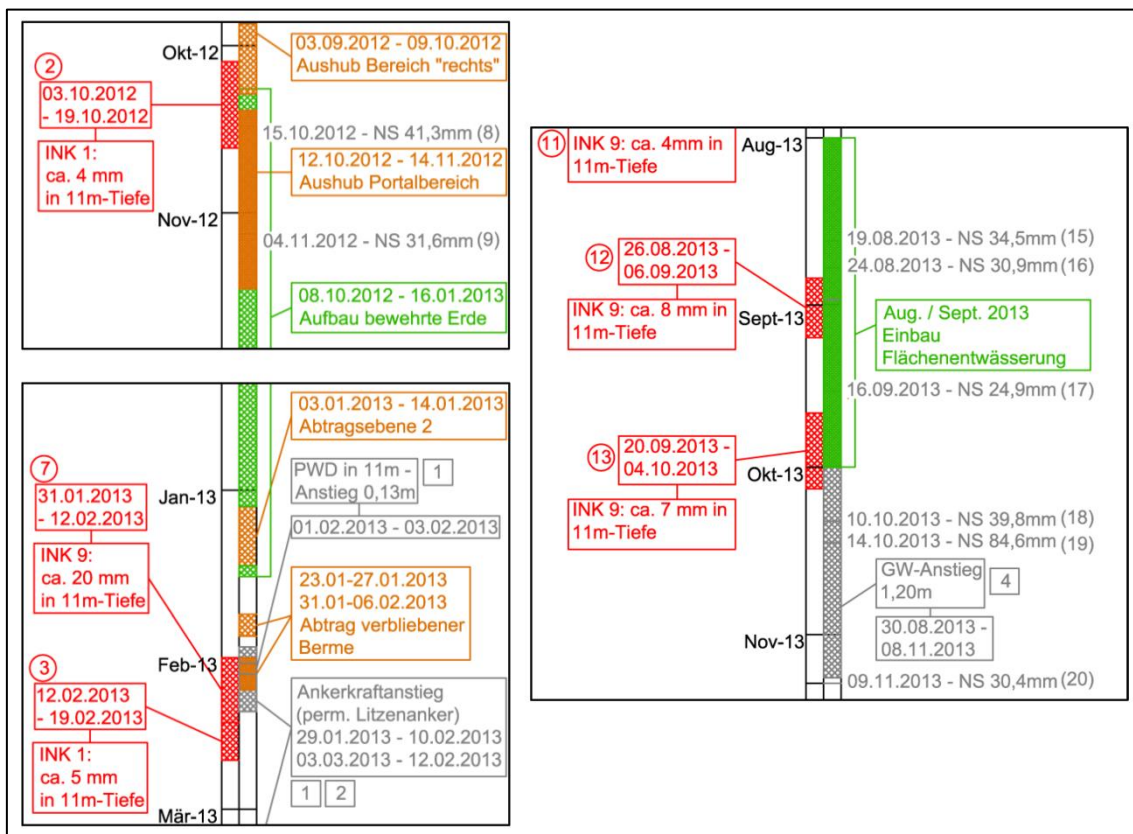 Okt-12
03.09.2012 - 09.10.2012
Aushub Bereich "rechts"
2
03.10.2012
- 19.10.2012
INK 1:
ca. 4 mm
in 11m-Tiefe
15.10.2012 - NS 41,3mm (8)
12.10.2012 - 14.11.2012
Aushub Portalbereich
Nov-12
04.11.2012 - NS 31,6mm (9)
08.10.2012 - 16.01.2013
Aufbau bewehrte Erde
03.01.2013 - 14.01.2013
Abtragsebene 2
7
31.01.2013
- 12.02.2013
INK 9:
ca. 20 mm
in 11m-Tiefe
Jan-13
PWD in 11m -
Anstieg 0,13m
1
01.02.2013 - 03.02.2013
23.01-27.01.2013
31.01-06.02.2013
Abtrag verbliebener
Berme
Feb-13
3
12.02.2013
- 19.02.2013
INK 1:
ca. 5 mm
in 11m-Tiefe
Ankerkraftanstieg
(perm. Litzenanker)
29.01.2013 - 10.02.2013
03.03.2013 - 12.02.2013
1
2
Mär-13
11
INK 9: ca. 4mm in
11m-Tiefe
Aug-13
19.08.2013 - NS 34,5mm (15)
24.08.2013 - NS 30,9mm (16)
12
26.08.2013 -
06.09.2013
INK 9: ca. 8 mm in
11m-Tiefe
Sept-13
Aug. / Sept. 2013
Einbau
Flächenentwässerung
16.09.2013 - NS 24,9mm (17)
13
20.09.2013 -
04.10.2013
INK 9: ca. 7 mm in
11m-Tiefe
Okt-13
10.10.2013 - NS 39,8mm (18)
14.10.2013 - NS 84,6mm (19)
GW-Anstieg
1,20m
4
30.08.2013 -
08.11.2013
Nov-13
09.11.2013 - NS 30,4mm (20)